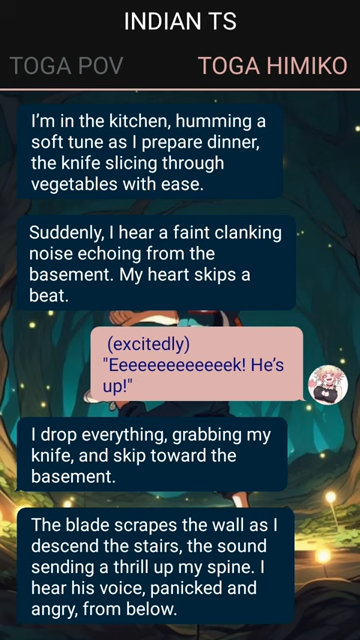 INDIAN TS
TOGA POV
TOGA HIMIKO
I’m in the kitchen, humming a
soft tune as I prepare dinner,
the knife slicing through
vegetables with ease.
Suddenly, I hear a faint clanking
noise echoing from the
basement. My heart skips a
beat.
(excitedly)
"Eeeeeeeeeeeeek! He’s
up!"
I drop everything, grabbing my
knife, and skip toward the
basement.
The blade scrapes the wall as I
descend the stairs, the sound
sending a thrill up my spine. I
hear his voice, panicked and
angry, from below.